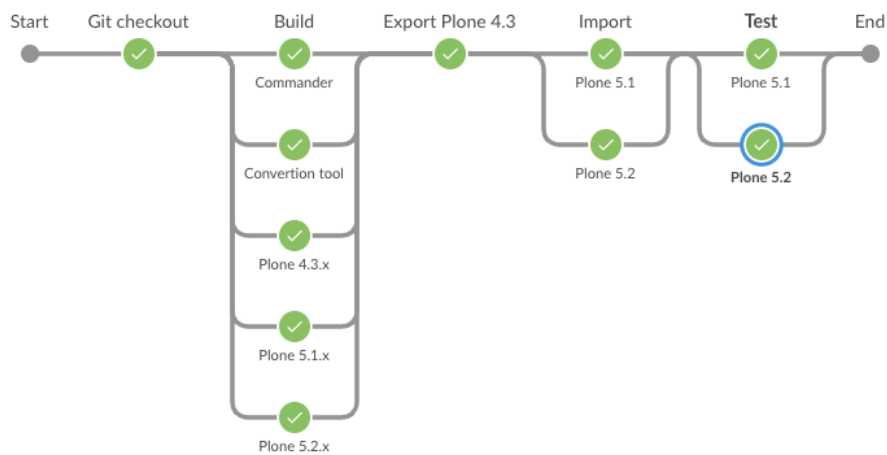 Start
Git checkout
Build
Export Plone 4.3
Import
Test
End
Commander
Plone 5.1
Plone 5.1
Convertion tool
Plone 5.2
Plone 5.2
Plone 4.3.x
Plone 5.1.x
Plone 5.2.x